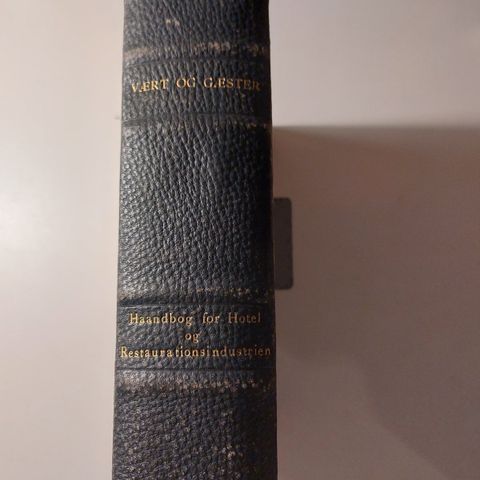 VÆRT OG GÆSTER
Haandbog for Hotel
og
Restaurationsindustrien